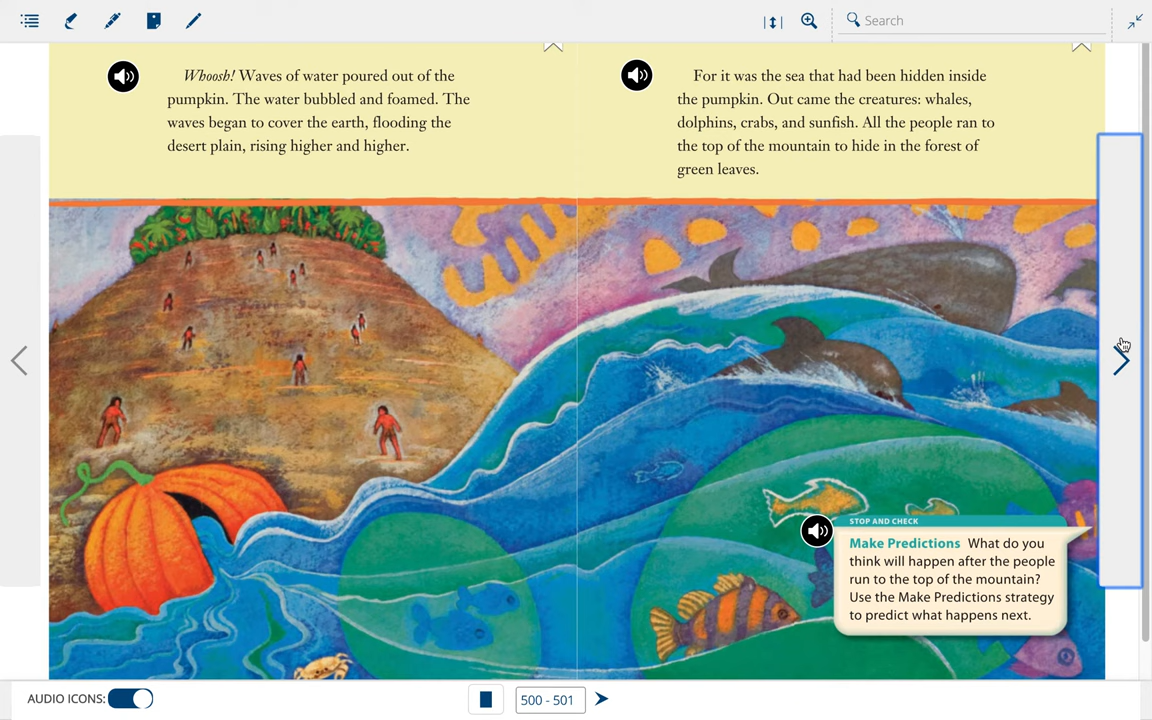 Search
Whoosh! Waves of water poured out of the
pumpkin. The water bubbled and foamed. The
waves began to cover the earth, flooding the
desert plain, rising higher and higher.
For it was the sea that had been hidden inside
the pumpkin. Out came the creatures: whales,
dolphins, crabs, and sunfish. All the people ran to
the top of the mountain to hide in the forest of
green leaves.
STOP AND CHECK
Make Predictions What do you
think will happen after the people
run to the top of the mountain?
Use the Make Predictions strategy
to predict what happens next.
AUDIO ICONS:
500 - 501